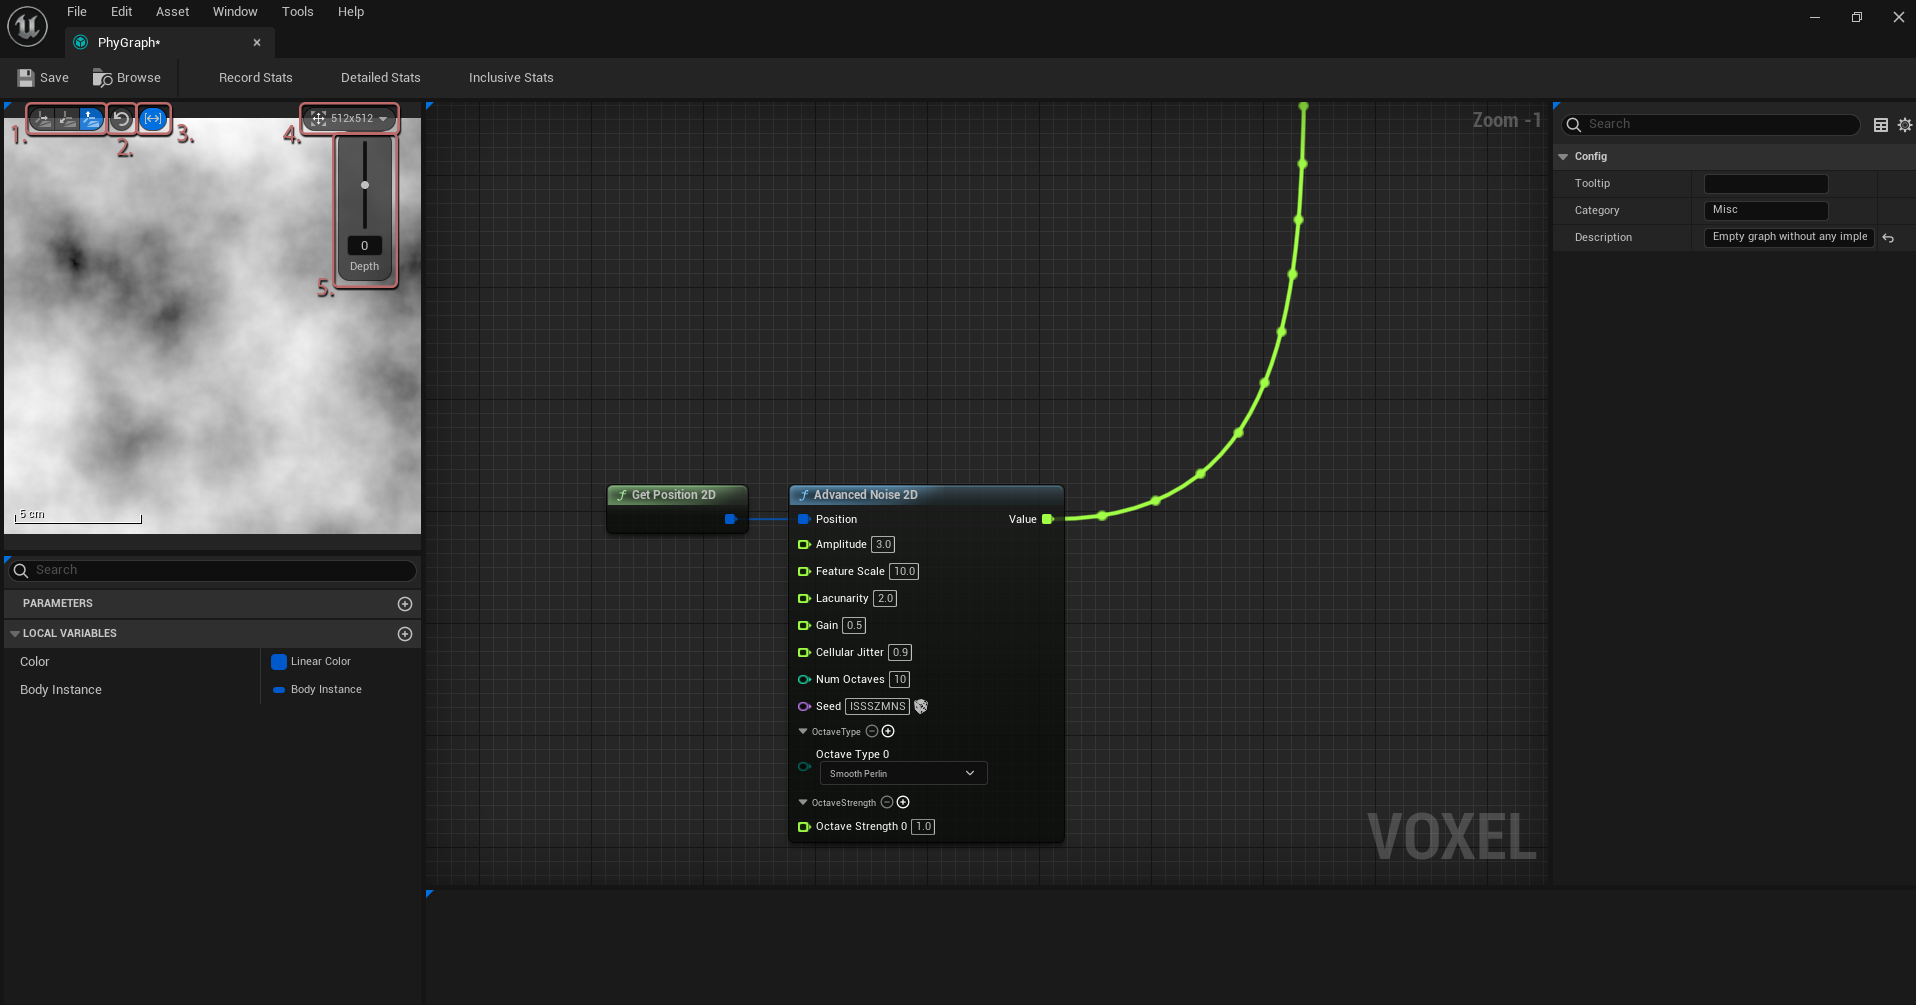 File Edit Asset Window Tools Help
PhyGraph*
Save Browse Record Stats Detailed Stats Inclusive Stats
1. 2. 3. 4. 512x512
0
Depth
5.
5 cm
Search
PARAMETERS
LOCAL VARIABLES
Color Linear Color
Body Instance Body Instance
Zoom -1
Get Position 2D
Advanced Noise 2D
Position Value
Amplitude 3.0
Feature Scale 10.0
Lacunarity 2.0
Gain 0.5
Cellular Jitter 0.9
Num Octaves 10
Seed ISSSZMNS
OctaveType
Octave Type 0
Smooth Perlin
OctaveStrength
Octave Strength 0 1.0
VOXEL
Search
Config
Tooltip
Category Misc
Description Empty graph without any imple